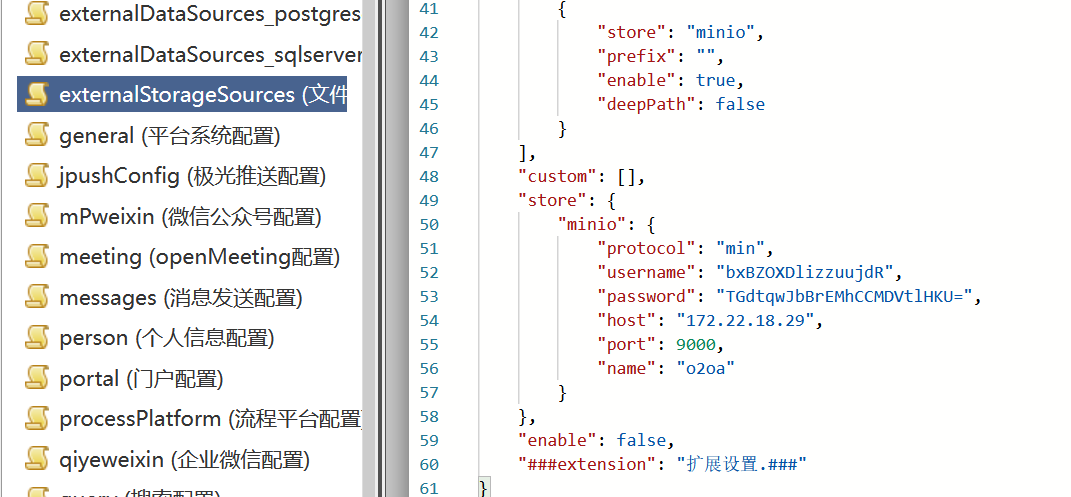 externalDataSources_postgres
externalDataSources_sqlserver
externalStorageSources (文件
general (平台系统配置)
jpushConfig (极光推送配置)
mPweixin (微信公众号配置)
meeting (openMeeting配置)
messages (消息发送配置)
person (个人信息配置)
portal (门户配置)
processPlatform (流程平台配置
qiyeweixin (企业微信配置)
query (搜索配置)
41 {
42 "store": "minio",
43 "prefix": "",
44 "enable": true,
45 "deepPath": false
46 }
47 ],
48 "custom": [],
49 "store": {
50 "minio": {
51 "protocol": "min",
52 "username": "bxBZOXDlizzuujdR",
53 "password": "TGdtqwJbBrEMhCCMDVtlHKU=",
54 "host": "172.22.18.29",
55 "port": 9000,
56 "name": "o2oa"
57 }
58 },
59 "enable": false,
60 "###extension": "扩展设置.###"
61 }